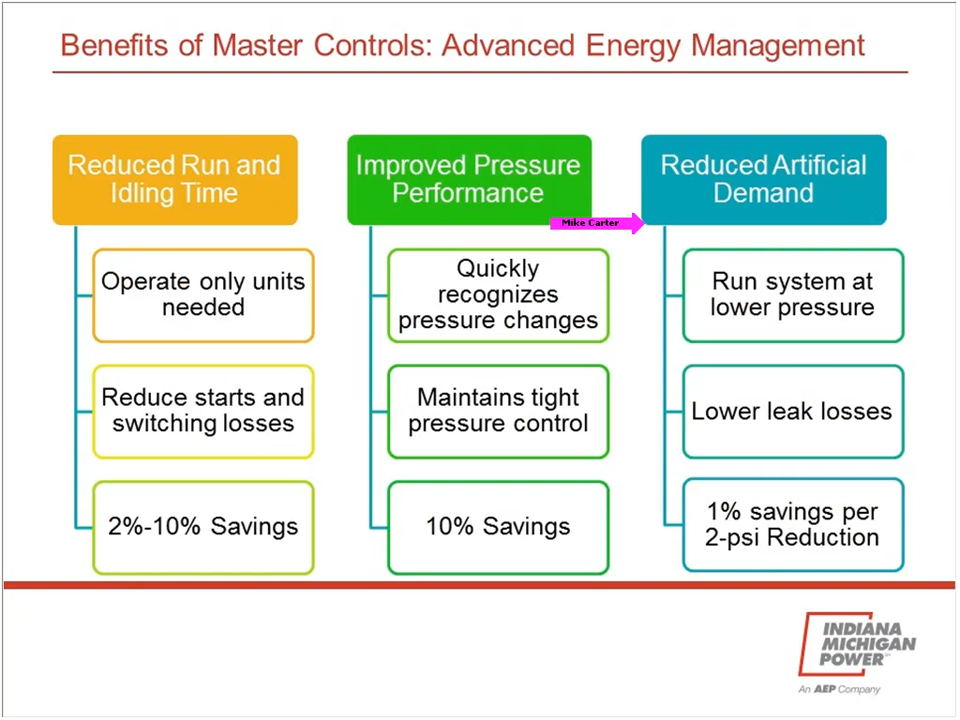 Benefits of Master Controls: Advanced Energy Management
Reduced Run and
Idling Time
Operate only units
needed
Reduce starts and
switching losses
2%-10% Savings
Improved Pressure
Performance
Mike Carter
Quickly
recognizes
pressure changes
Maintains tight
pressure control
10% Savings
Reduced Artificial
Demand
Run system at
lower pressure
Lower leak losses
1% savings per
2-psi Reduction
INDIANA
MICHIGAN
POWER
An AEP Company